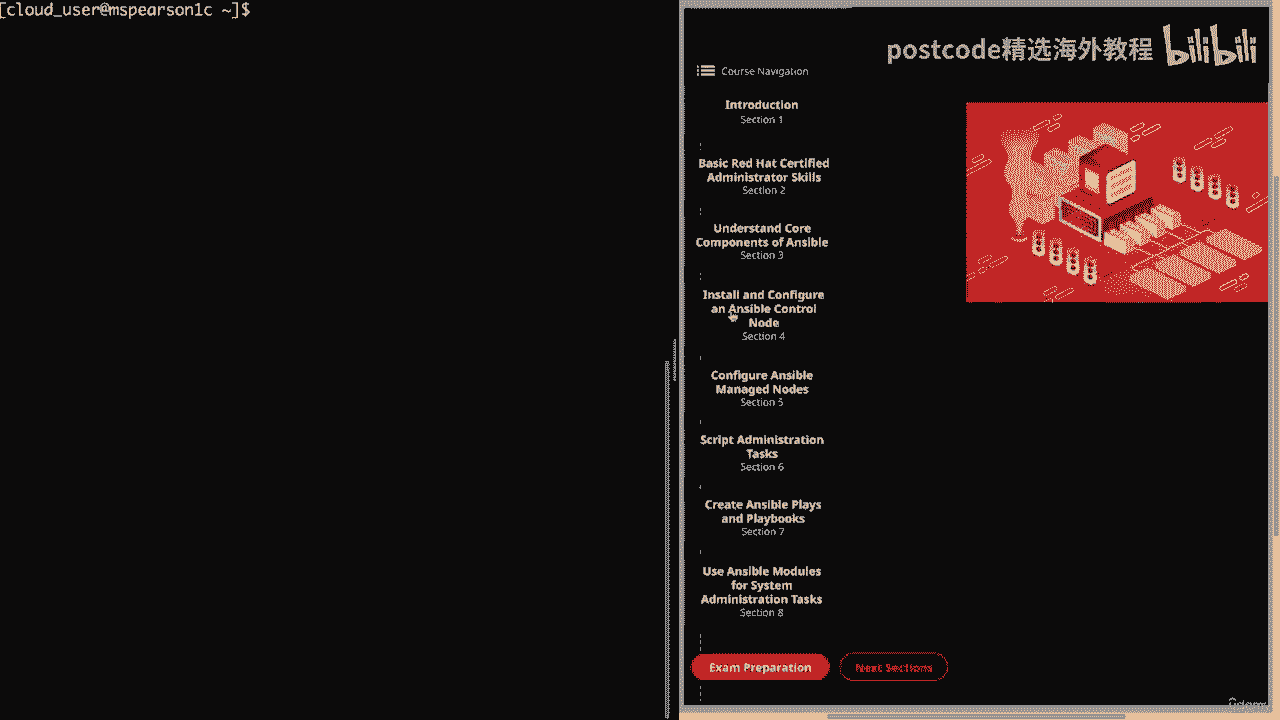 [cloud_user@mspearson1c ~]$
postcode精选海外教程 bilibili
Course Navigation
Introduction
Section 1
Basic Red Hat Certified
Administrator Skills
Section 2
Understand Core
Components of Ansible
Section 3
Install and Configure
an Ansible Control
Node
Section 4
Configure Ansible
Managed Nodes
Section 5
Script Administration
Tasks
Section 6
Create Ansible Plays
and Playbooks
Section 7
Use Ansible Modules
for System
Administration Tasks
Section 8
Exam Preparation
Next Sections
Udemy